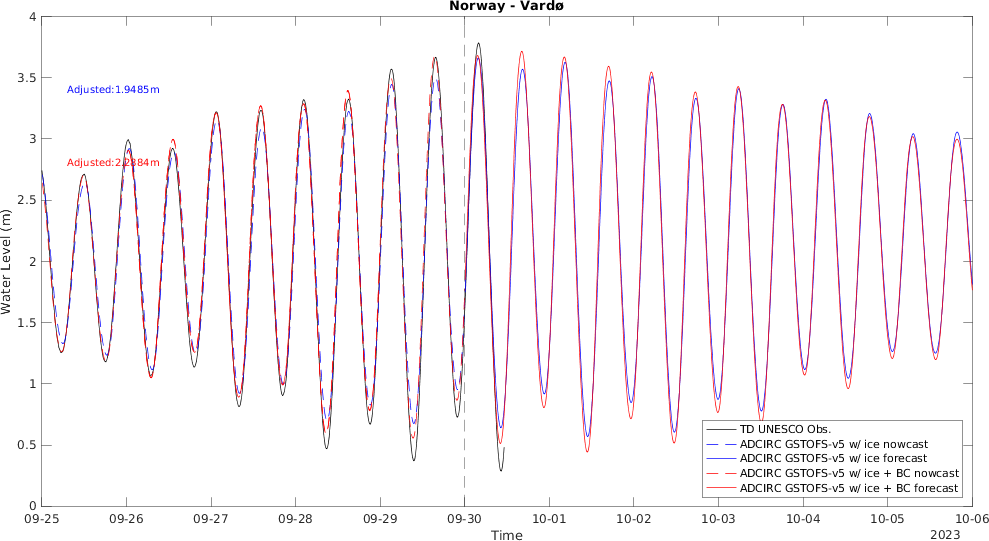 Norway - Vardø
4
3.5
3
2.5
2
1.5
1
0.5
0
Water Level (m)
Adjusted:1.9485m
Adjusted:2.2384m
TD UNESCO Obs.
ADCIRC GSTOFS-v5 w/ ice nowcast
ADCIRC GSTOFS-v5 w/ ice forecast
ADCIRC GSTOFS-v5 w/ ice + BC nowcast
ADCIRC GSTOFS-v5 w/ ice + BC forecast
09-25 09-26 09-27 09-28 09-29 09-30 10-01 10-02 10-03 10-04 10-05 10-06
Time
2023